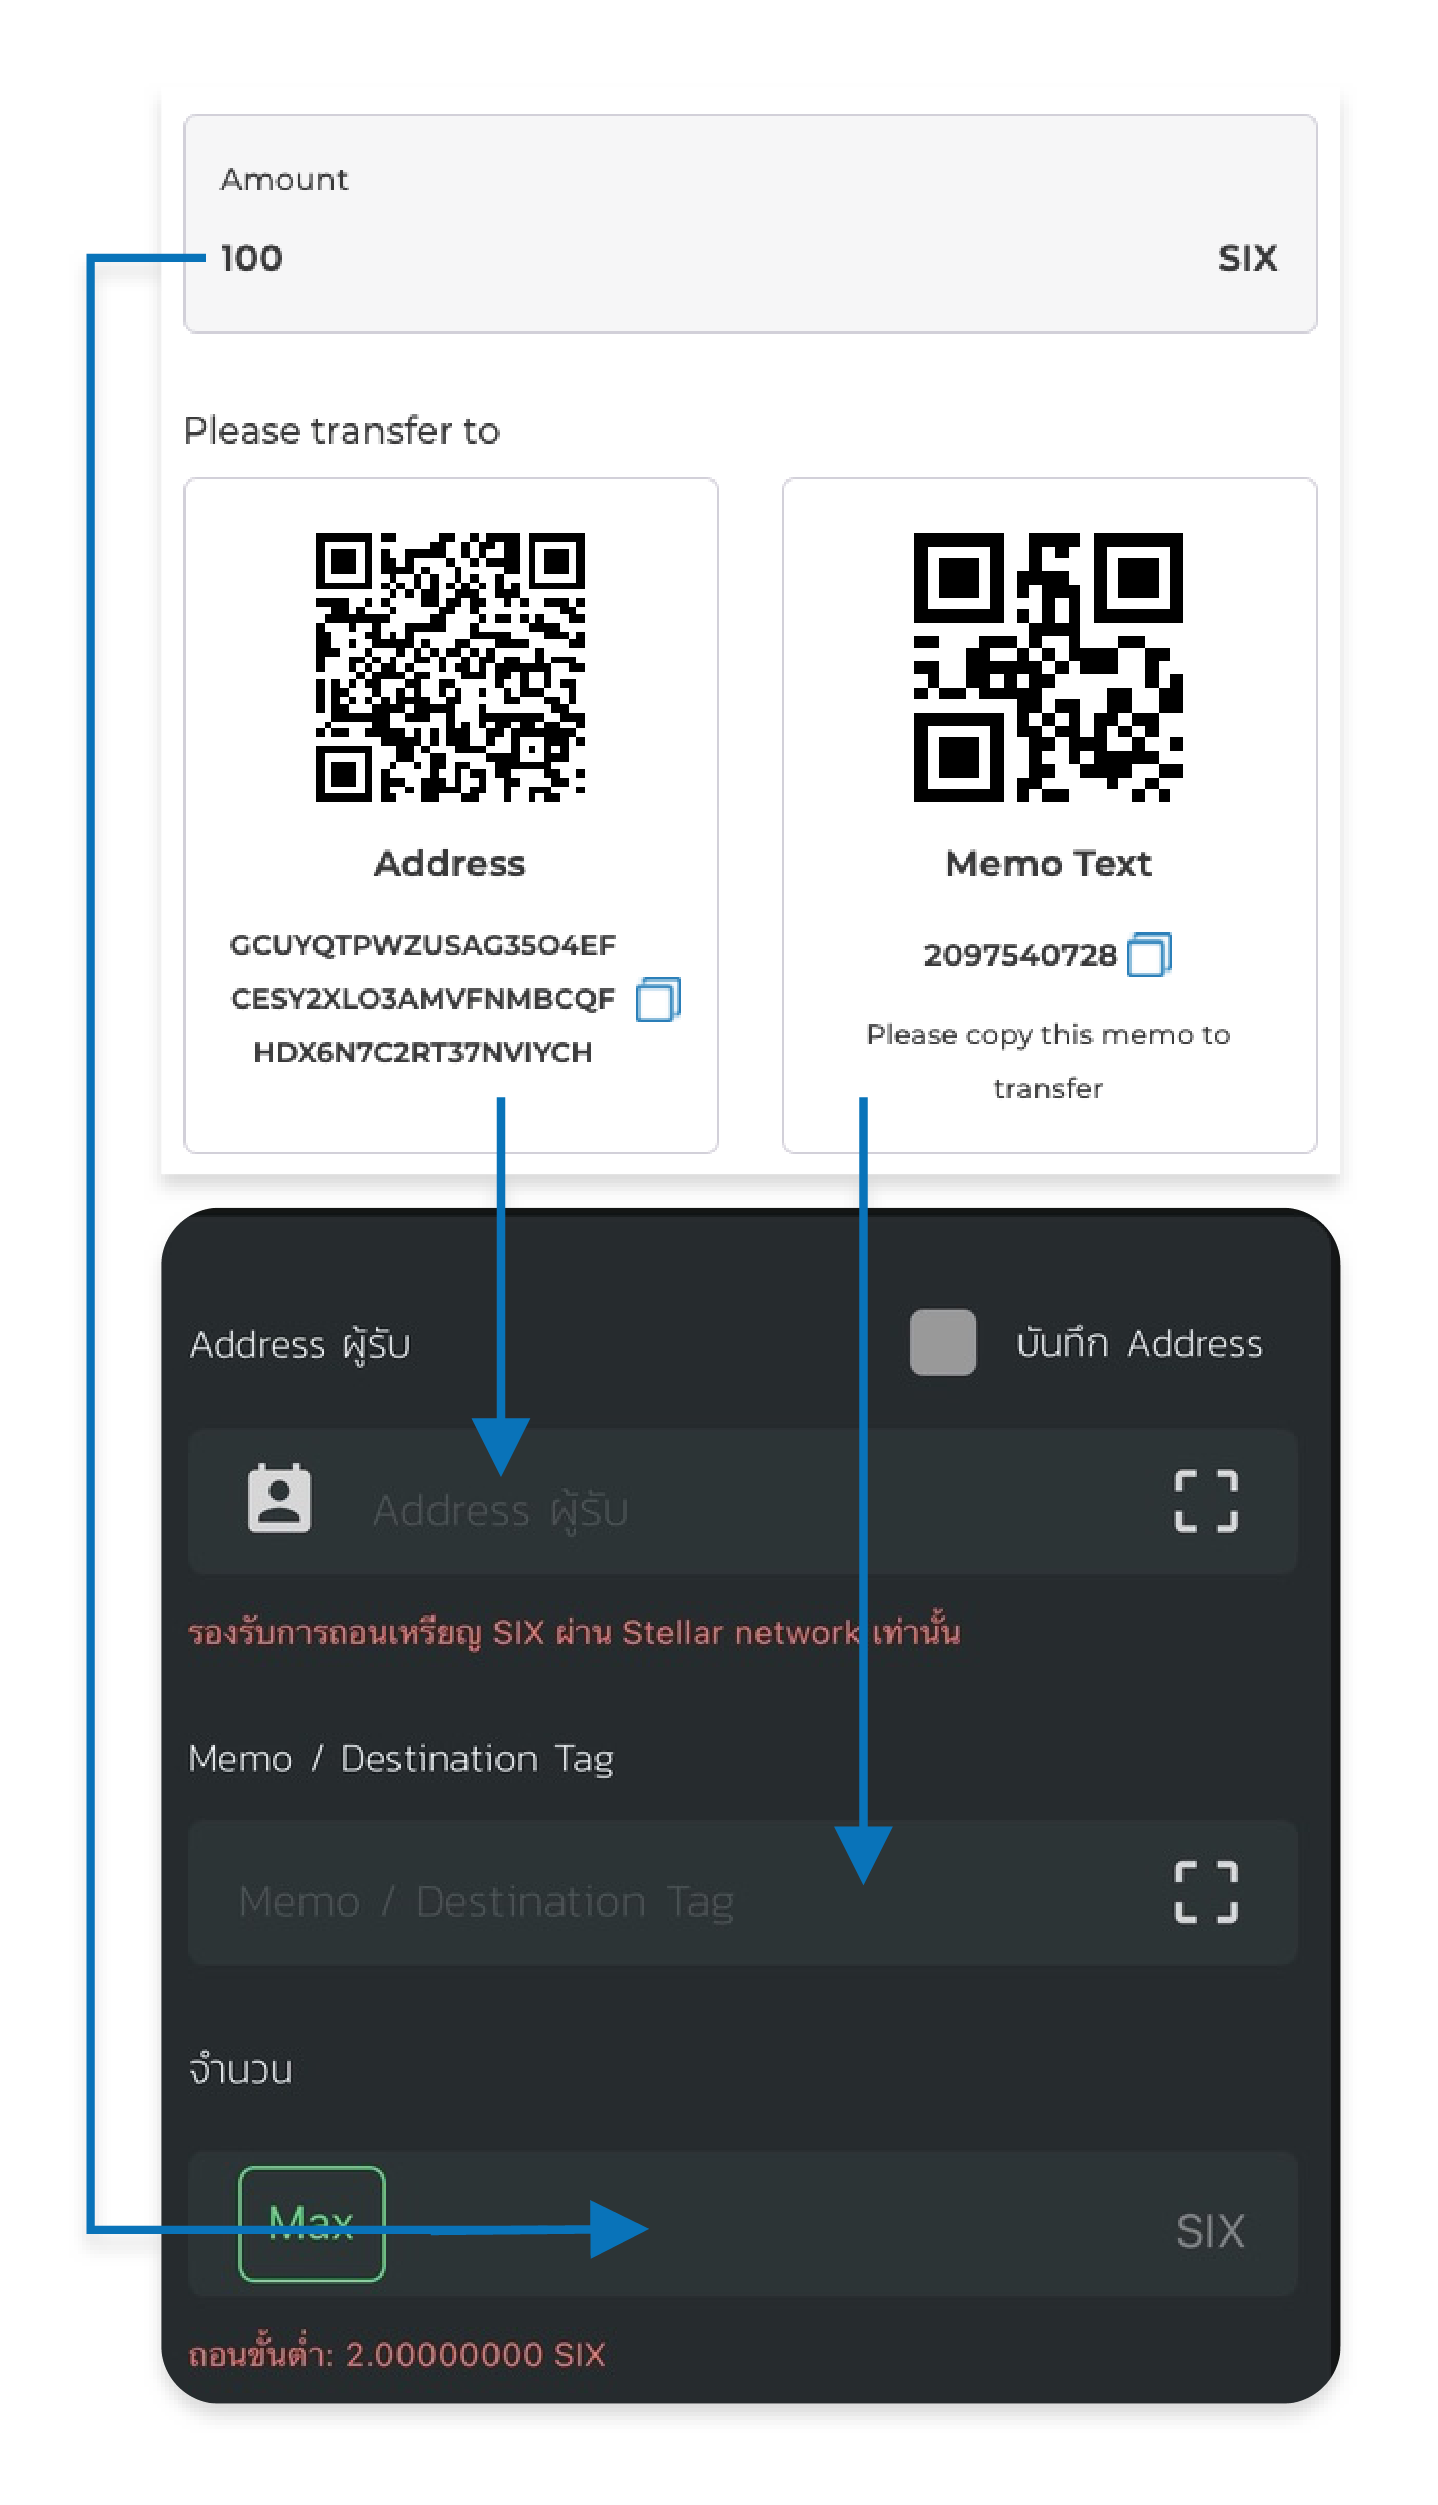 Amount
100 SIX
Please transfer to
Address
GCUYQTPWZUSAG35O4EF
CESY2XLO3AMVFNMBCQF
HDX6N7C2RT37NVIYCH
Memo Text
2097540728
Please copy this memo to
transfer
Address ผู้รับ
บันทึก Address
Address ผู้รับ
รองรับการถอนเหรียญ SIX ผ่าน Stellar network เท่านั้น
Memo / Destination Tag
Memo / Destination Tag
จำนวน
Max SIX
ถอนขั้นต่ำ: 2.00000000 SIX